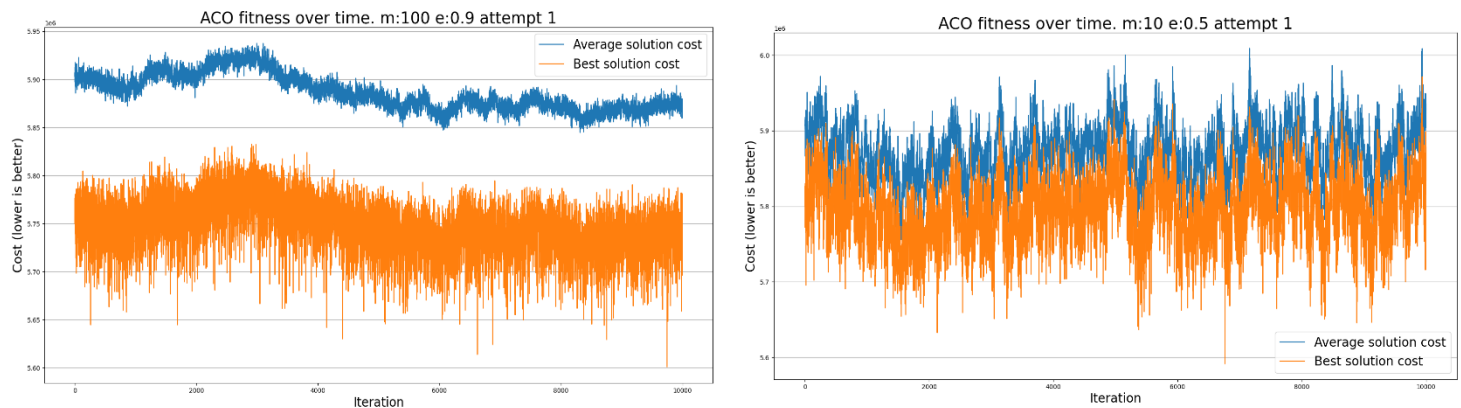 ACO fitness over time. m:100 e:0.9 attempt 1
1e6
5.95
5.90
5.85
5.80
5.75
5.70
5.65
5.60
Cost (lower is better)
Average solution cost
Best solution cost
0
2000
4000
6000
8000
10000
Iteration
ACO fitness over time. m:10 e:0.5 attempt 1
1e6
6.0
5.9
5.8
5.7
5.6
Cost (lower is better)
Average solution cost
Best solution cost
0
2000
4000
6000
8000
10000
Iteration